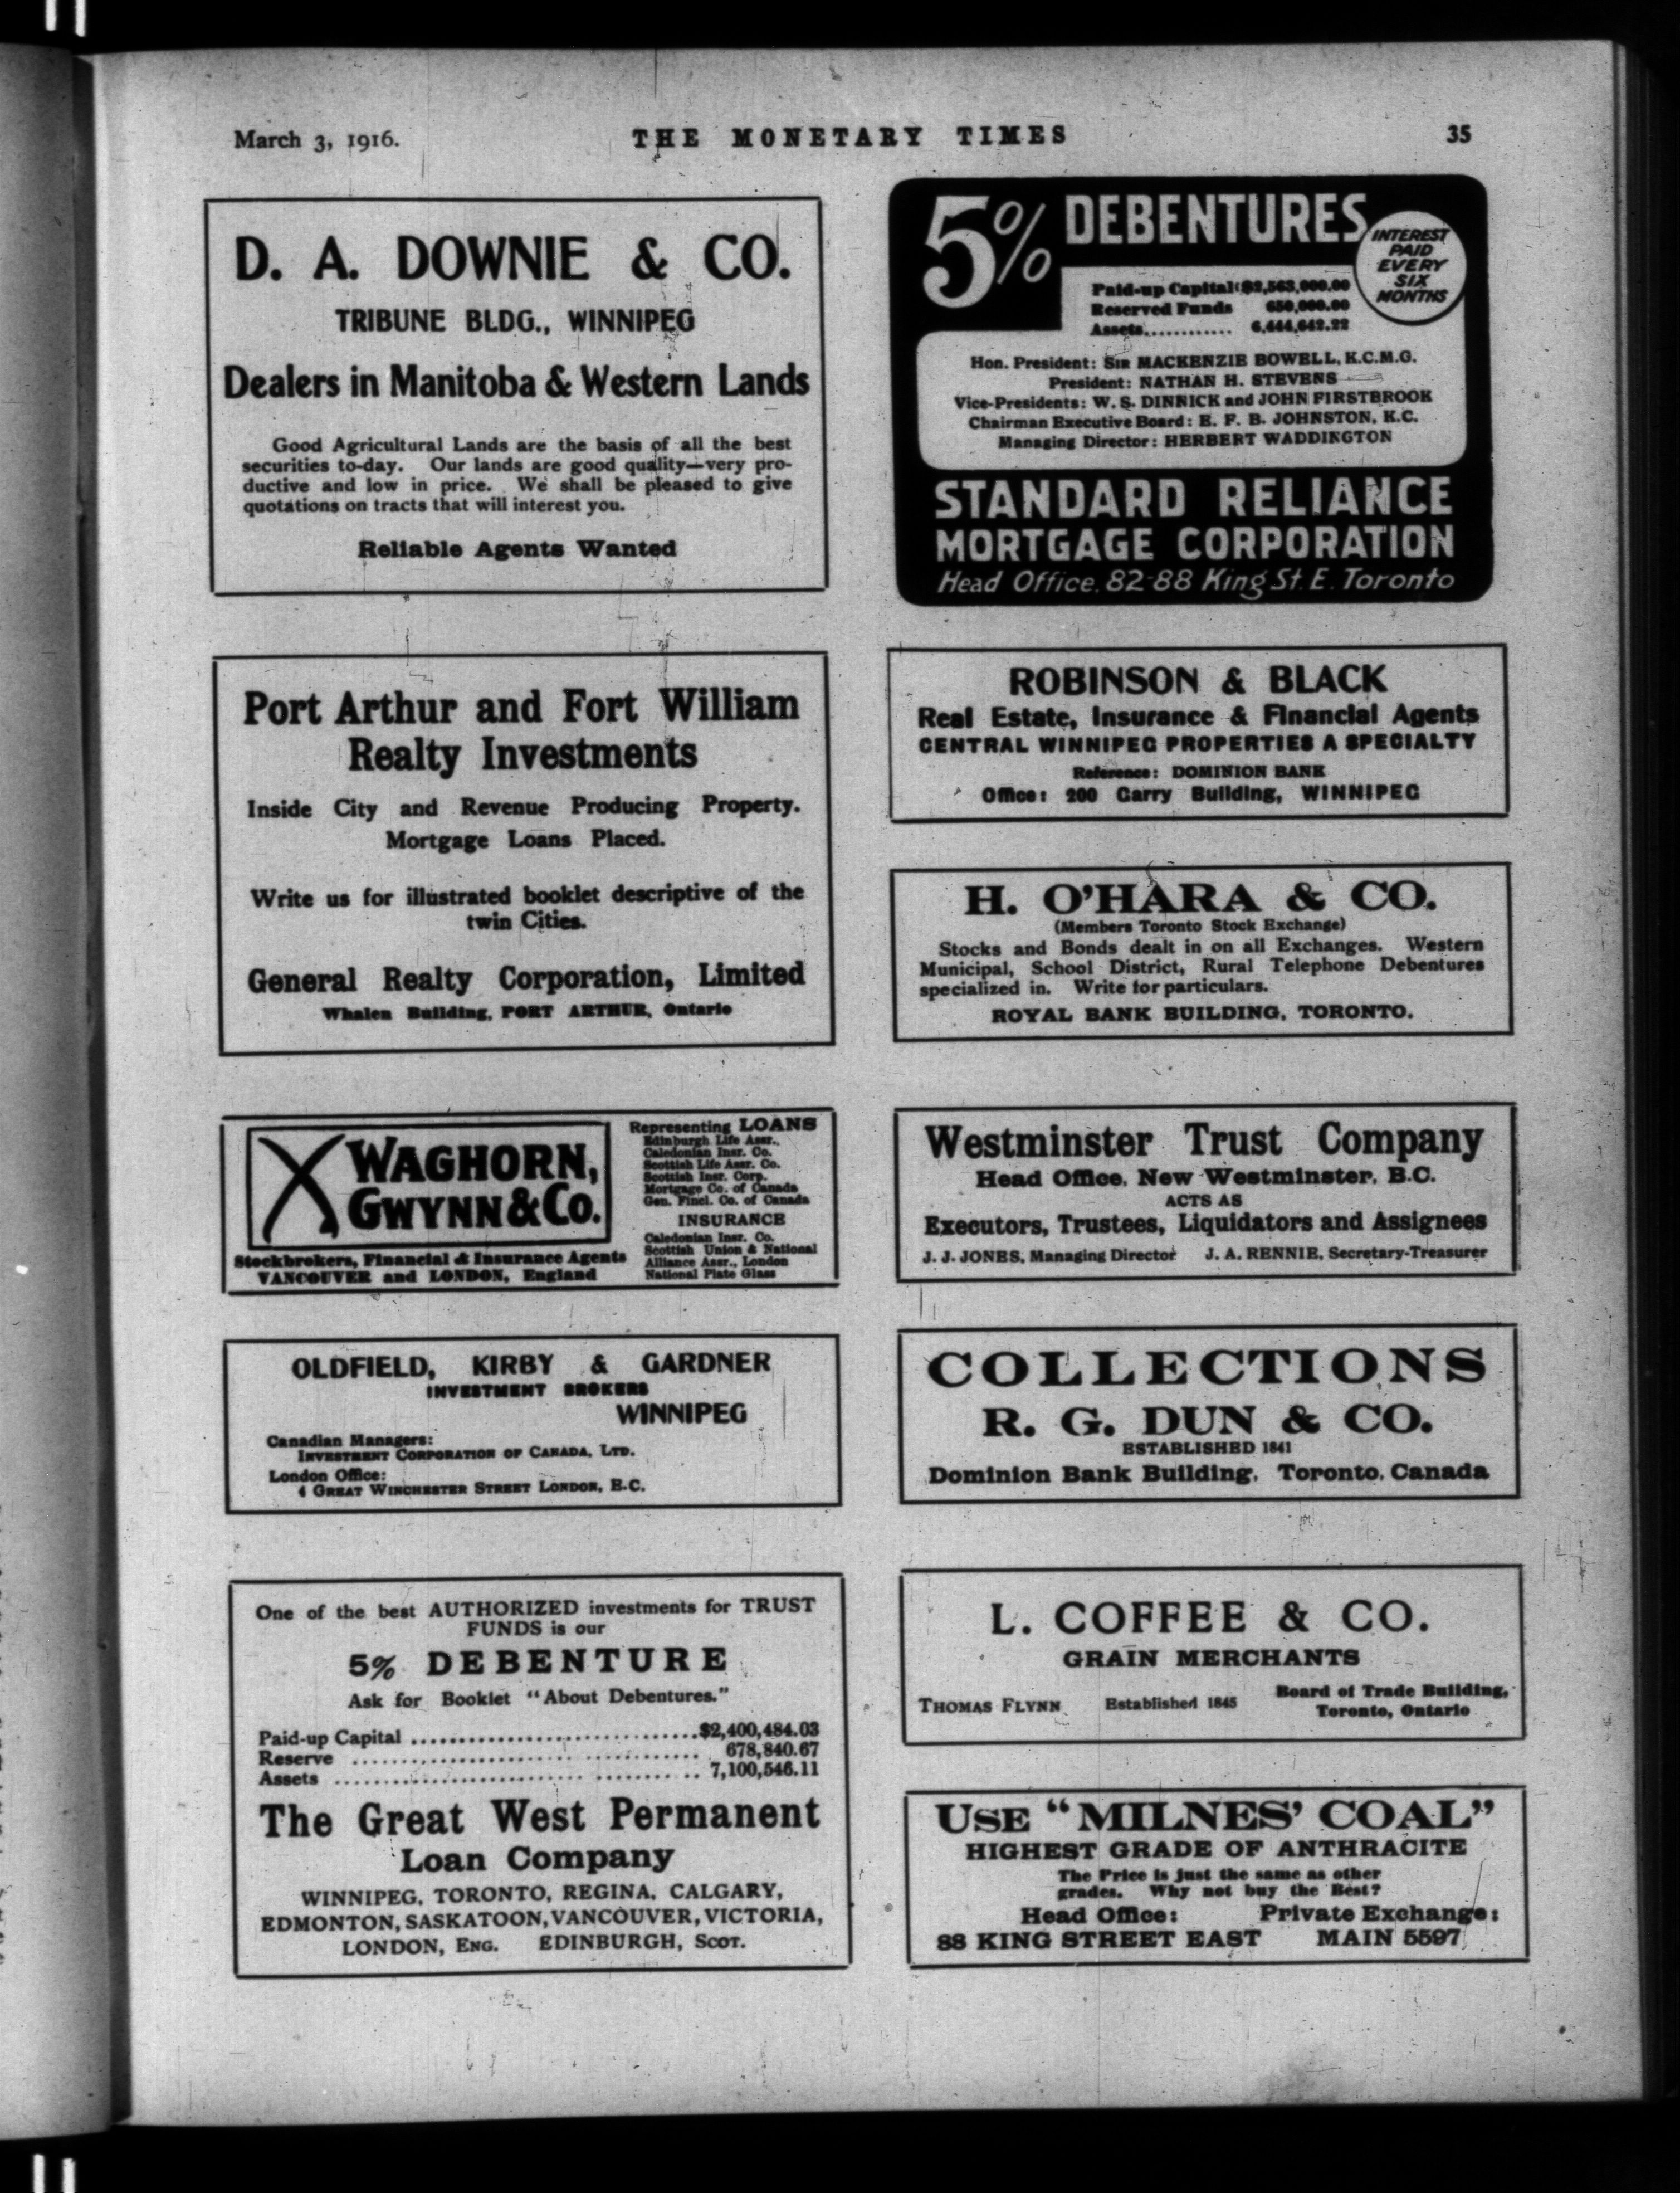 March 3, 1916.
THE MONETARY TIMES
35
D. A. DOWNIE & CO.
TRIBUNE BLDG., WINNIPEG
Dealers in Manitoba & Western Lands
Good Agricultural Lands are the basis of all the best
securities to-day. Our lands are good quality—very pro-
ductive and low in price. We shall be pleased to give
quotations on tracts that will interest you.
Reliable Agents Wanted
Port Arthur and Fort William
Realty Investments
Inside City and Revenue Producing Property.
Mortgage Loans Placed.
Write us for illustrated booklet descriptive of the
twin Cities.
General Realty Corporation, Limited
Whalen Building, PORT ARTHUR, Ontario
WAGHORN,
GWYNN & Co.
Stockbrokers, Financial & Insurance Agents
VANCOUVER and LONDON, England
Representing LOANS
Edinburgh Life Assr.,
Caledonian Insr. Co.
Scottish Life Assr. Co.
Scottish Insr. Corp.
Mortgage Co. of Canada
Gen. Fincl. Co. of Canada
INSURANCE
Caledonian Insr. Co.
Scottish Union & National
Alliance Assr., London
National Plate Glass
OLDFIELD, KIRBY & GARDNER
INVESTMENT BROKERS
WINNIPEG
Canadian Managers:
INVESTMENT CORPORATION OF CANADA, LTD.
London Office:
4 GREAT WINCHESTER STREET LONDON, E.C.
One of the best AUTHORIZED investments for TRUST
FUNDS is our
5% DEBENTURE
Ask for Booklet "About Debentures."
Paid-up Capital ..............................$2,400,484.03
Reserve .................................... 678,840.67
Assets ..................................... 7,100,546.11
The Great West Permanent
Loan Company
WINNIPEG, TORONTO, REGINA, CALGARY,
EDMONTON, SASKATOON, VANCOUVER, VICTORIA,
LONDON, ENG. EDINBURGH, SCOT.
5% DEBENTURES
INTEREST
PAID
EVERY
SIX
MONTHS
Paid-up Capital $2,563,000.00
Reserved Funds 650,000.00
Assets............ 6,444,642.22
Hon. President: SIR MACKENZIE BOWELL, K.C.M.G.
President: NATHAN H. STEVENS
Vice-Presidents: W. S. DINNICK and JOHN FIRSTBROOK
Chairman Executive Board: E. F. B. JOHNSTON, K.C.
Managing Director: HERBERT WADDINGTON
STANDARD RELIANCE
MORTGAGE CORPORATION
Head Office, 82-88 King St. E. Toronto
ROBINSON & BLACK
Real Estate, Insurance & Financial Agents
CENTRAL WINNIPEG PROPERTIES A SPECIALTY
Reference: DOMINION BANK
Office: 200 Garry Building, WINNIPEG
H. O'HARA & CO.
(Members Toronto Stock Exchange)
Stocks and Bonds dealt in on all Exchanges. Western
Municipal, School District, Rural Telephone Debentures
specialized in. Write for particulars.
ROYAL BANK BUILDING, TORONTO.
Westminster Trust Company
Head Office, New Westminster, B.C.
ACTS AS
Executors, Trustees, Liquidators and Assignees
J. J. JONES, Managing Director J. A. RENNIE, Secretary-Treasurer
COLLECTIONS
R. G. DUN & CO.
ESTABLISHED 1841
Dominion Bank Building, Toronto, Canada
L. COFFEE & CO.
GRAIN MERCHANTS
THOMAS FLYNN Established 1845 Board of Trade Building,
Toronto, Ontario
USE "MILNES' COAL"
HIGHEST GRADE OF ANTHRACITE
The Price is just the same as other
grades. Why not buy the Best?
Head Office: Private Exchange:
88 KING STREET EAST MAIN 5597